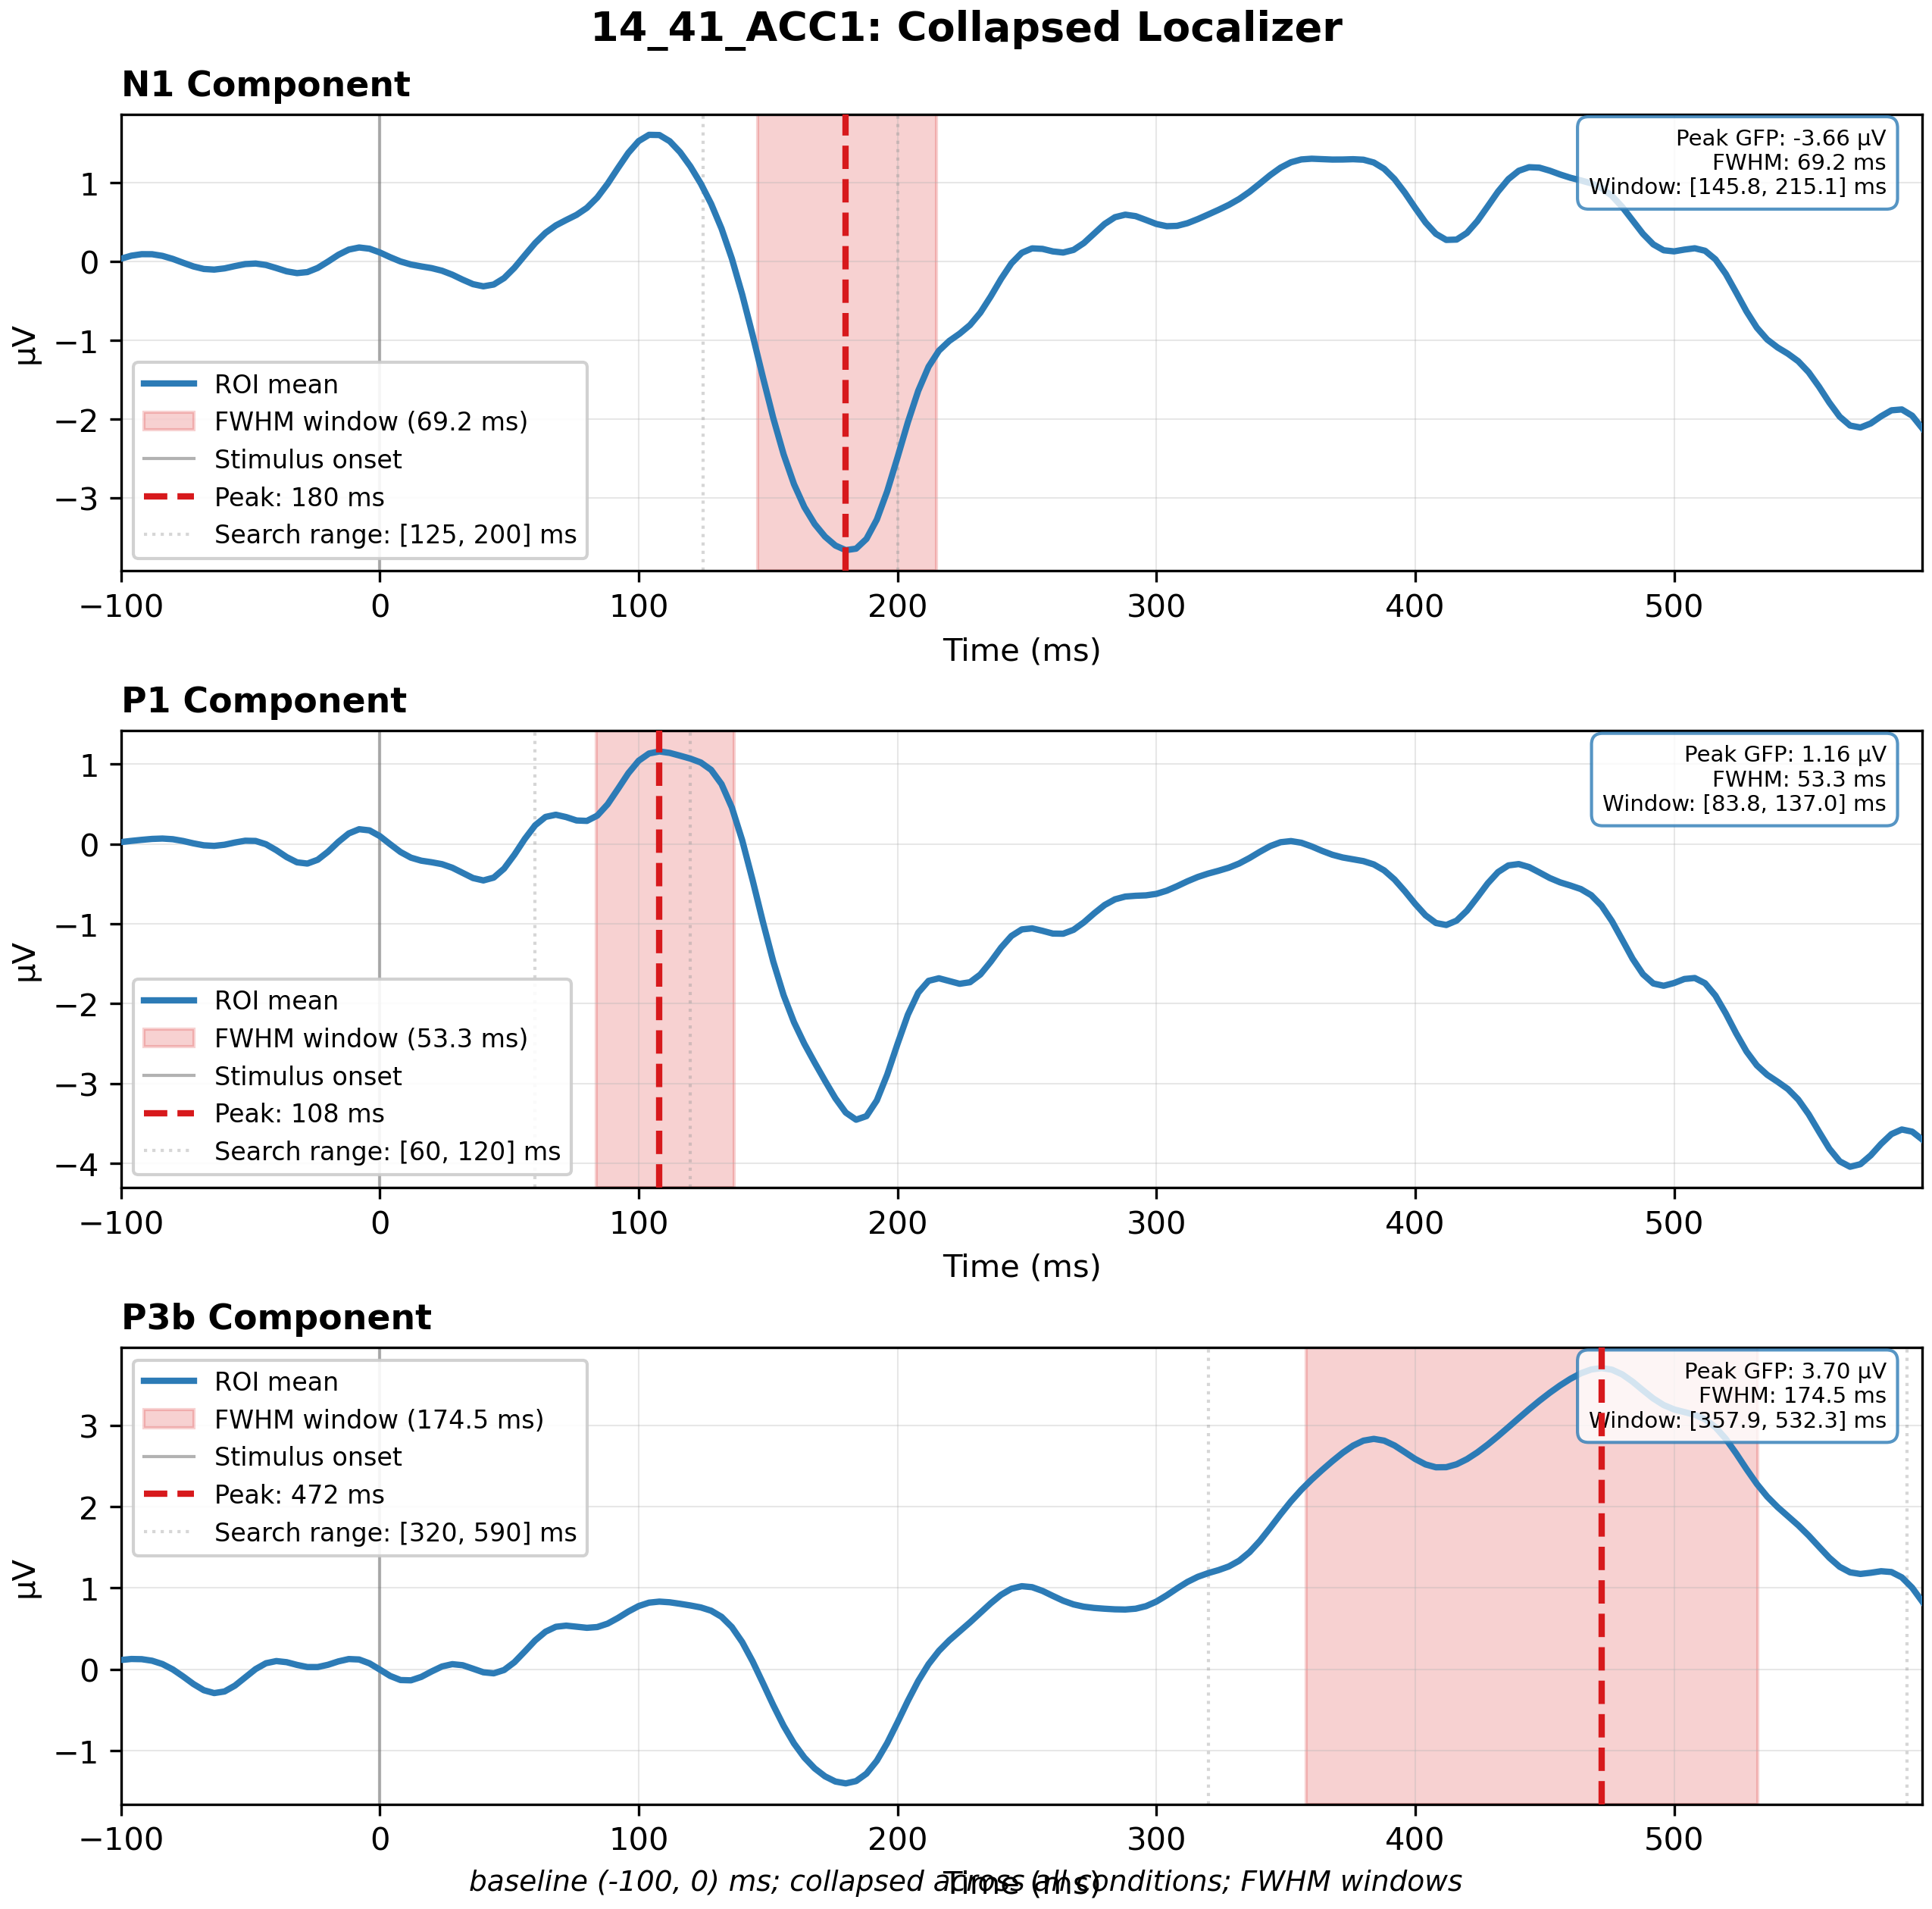 14_41_ACC1: Collapsed Localizer
N1 Component
Peak GFP: -3.66 µV
FWHM: 69.2 ms
Window: [145.8, 215.1] ms
1
0
−1
−2
−3
µV
ROI mean
FWHM window (69.2 ms)
Stimulus onset
Peak: 180 ms
Search range: [125, 200] ms
−100 0 100 200 300 400 500
Time (ms)
P1 Component
Peak GFP: 1.16 µV
FWHM: 53.3 ms
Window: [83.8, 137.0] ms
1
0
−1
−2
−3
−4
µV
ROI mean
FWHM window (53.3 ms)
Stimulus onset
Peak: 108 ms
Search range: [60, 120] ms
−100 0 100 200 300 400 500
Time (ms)
P3b Component
ROI mean
FWHM window (174.5 ms)
Stimulus onset
Peak: 472 ms
Search range: [320, 590] ms
Peak GFP: 3.70 µV
FWHM: 174.5 ms
Window: [357.9, 532.3] ms
3
2
1
0
−1
µV
−100 0 100 200 300 400 500
Time (ms)
baseline (-100, 0) ms; collapsed across all conditions; FWHM windows